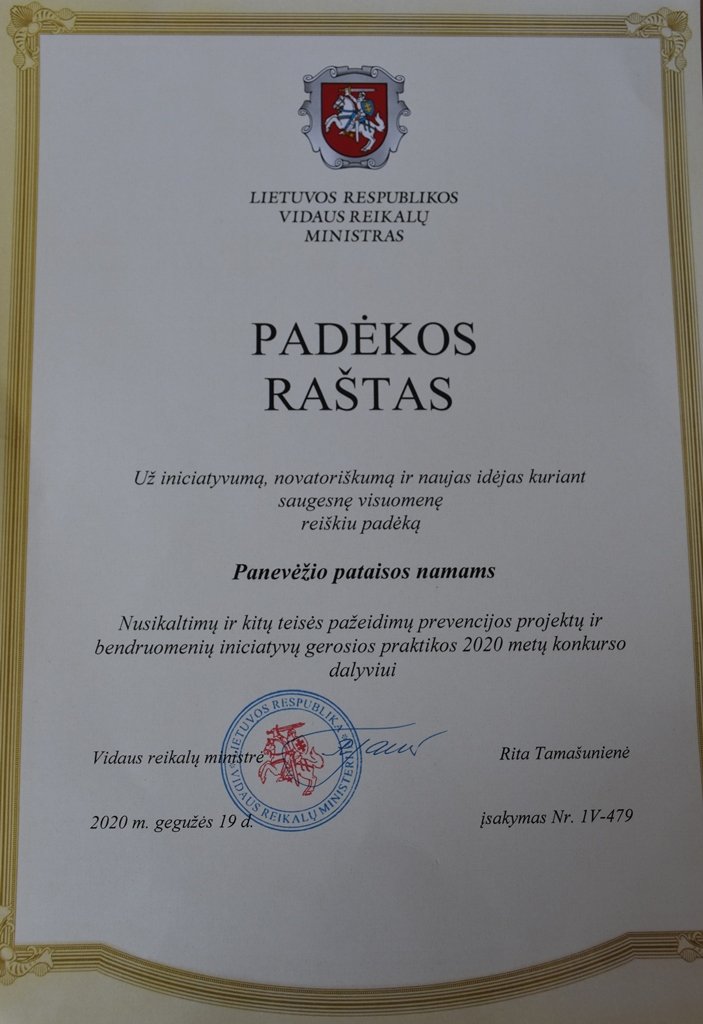 LIETUVOS RESPUBLIKOS
VIDAUS REIKALŲ
MINISTRAS
PADĖKOS
RAŠTAS
Už iniciatyvumą, novatoriškumą ir naujas idėjas kuriant
saugesnę visuomenę
reiškiu padėką
Panevėžio pataisos namams
Nusikaltimų ir kitų teisės pažeidimų prevencijos projektų ir
bendruomenių iniciatyvų gerosios praktikos 2020 metų konkurso
dalyviui
LIETUVOS RESPUBLIKA
VIDAUS REIKALŲ MINISTERIJA
Vidaus reikalų ministrė
Rita Tamašunienė
2020 m. gegužės 19 d.
įsakymas Nr. 1V-479